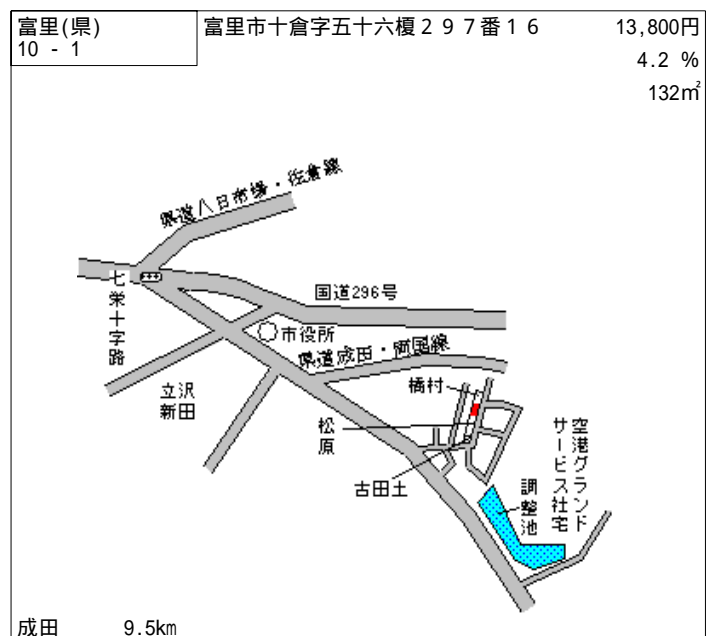 富里(県)
10 - 1
富里市十倉字五十六榎２９７番１６
13,800円
4.2 %
132㎡
県道八日市場・佐倉線
七栄十字路
国道296号
市役所
県道成田・両国線
立沢
新田
橋村
松原
古田土
空港グランド
サービス社宅
調整池
成田 9.5km